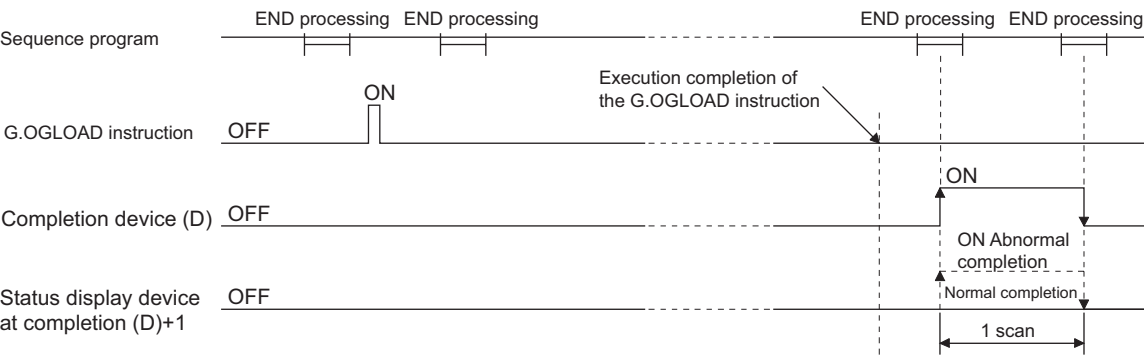 END processing END processing END processing END processing
Sequence program
Execution completion of
the G.OGLOAD instruction
ON
G.OGLOAD instruction OFF
ON
Completion device (D) OFF
ON Abnormal
completion
Status display device
at completion (D)+1
OFF
Normal completion
1 scan